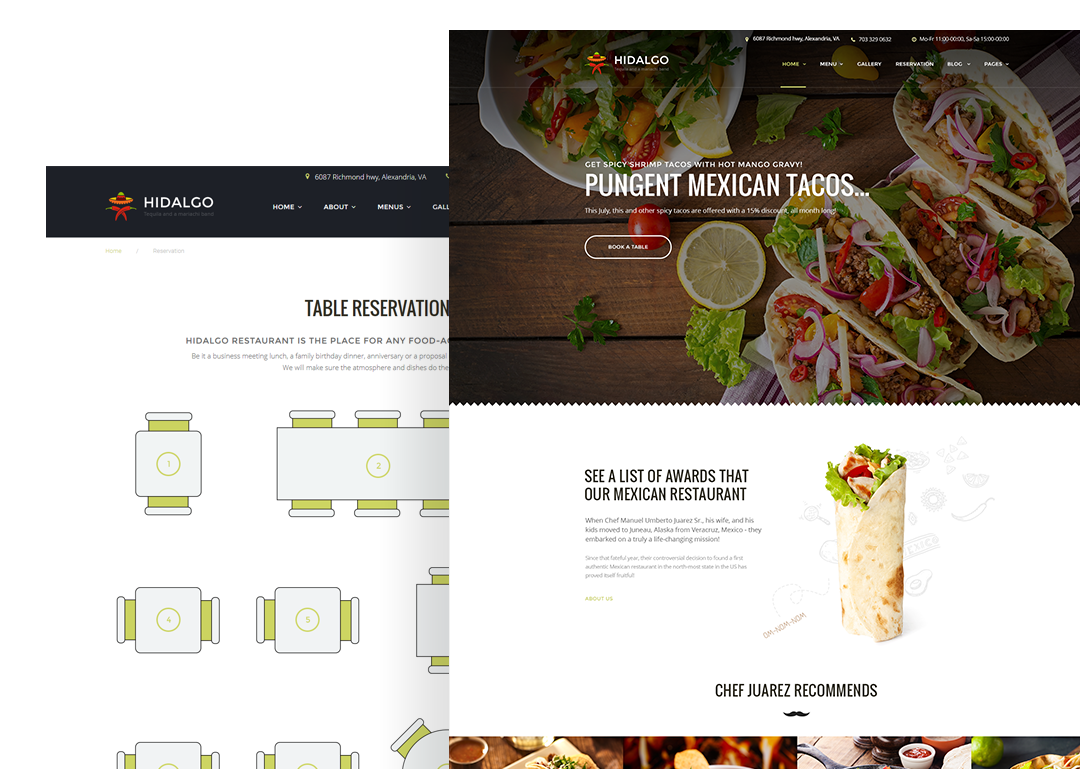 6087 Richmond hwy, Alexandria, VA
703 329 0632
Mo-Fr 11:00-00:00, Sa-Sa 15:00-00:00
HIDALGO
Tequila and a mariachi band
HOME
MENU
GALLERY
RESERVATION
BLOG
PAGES
GET SPICY SHRIMP TACOS WITH HOT MANGO GRAVY!
PUNGENT MEXICAN TACOS...
This July, this and other spicy tacos are offered with a 15% discount, all month long!
BOOK A TABLE
SEE A LIST OF AWARDS THAT
OUR MEXICAN RESTAURANT
When Chef Manuel Umberto Juarez Sr., his wife, and his
kids moved to Juneau, Alaska from Veracruz, Mexico - they
embarked on a truly a life-changing mission!
Since that fateful year, their controversial decision to found a first
authentic Mexican restaurant in the north-most state in the US has
proved itself fruitful!
ABOUT US
TACO
OM-NOM-NOM
CHEF JUAREZ RECOMMENDS
6087 Richmond hwy, Alexandria, VA
HIDALGO
Tequila and a mariachi band
HOME
ABOUT
MENUS
GALL
Home / Reservation
TABLE RESERVATION
HIDALGO RESTAURANT IS THE PLACE FOR ANY FOOD-AC
Be it a business meeting lunch, a family birthday dinner, anniversary or a proposal
We will make sure the atmosphere and dishes do the
1
2
4
5